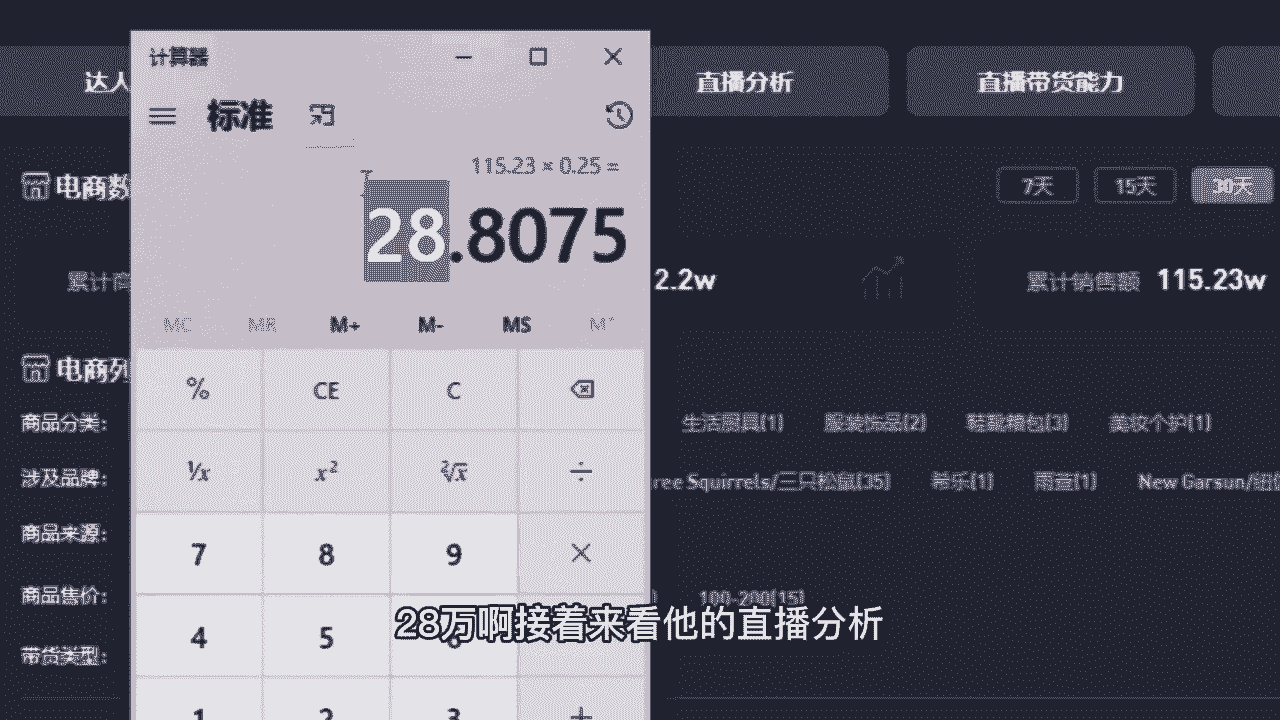 计算器
达人
直播分析
直播带货能力
标准
115.23 × 0.25 =
28.8075
电商数
7天
15天
30天
累计商
2.2w
累计销售额 115.23w
MC MR M+ M- MS M˅
电商列
% CE C
商品分类:
生活厨具(1) 服装饰品(2) 鞋靴箱包(3) 美妆个护(1)
¹/x x² ²√x ÷
涉及品牌:
ree Squirrels/三只松鼠(35) 希乐(1) 雨蕾(1) New Garsun/
商品来源:
7 8 9 ×
商品售价:
100-200(15)
4 5 6
28万啊接着来看他的直播分析
带货类型:
1 2 3 +